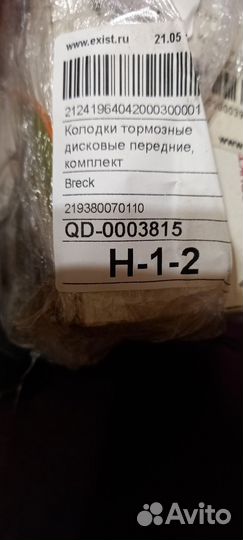 www.exist.ru 21.05
21241964042000300001
Колодки тормозные
дисковые передние,
комплект
Breck
219380070110
QD-0003815
H-1-2
Avito